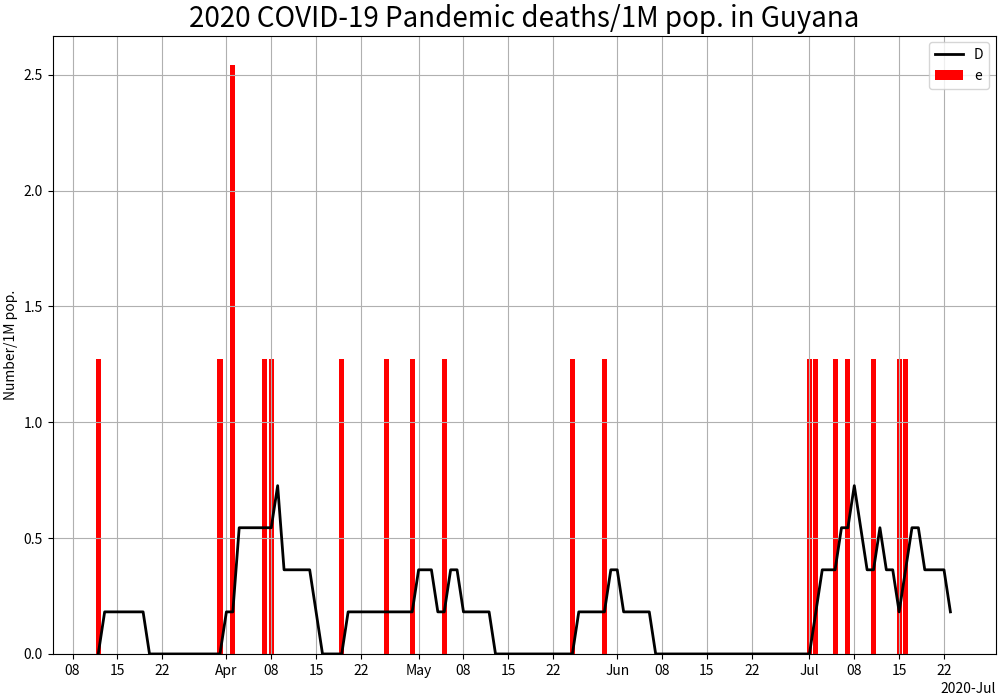 2020 COVID-19 Pandemic deaths/1M pop. in Guyana
D
e
Number/1M pop.
2.5
2.0
1.5
1.0
0.5
0.0
08 15 22 Apr 08 15 22 May 08 15 22 Jun 08 15 22 Jul 08 15 22
2020-Jul